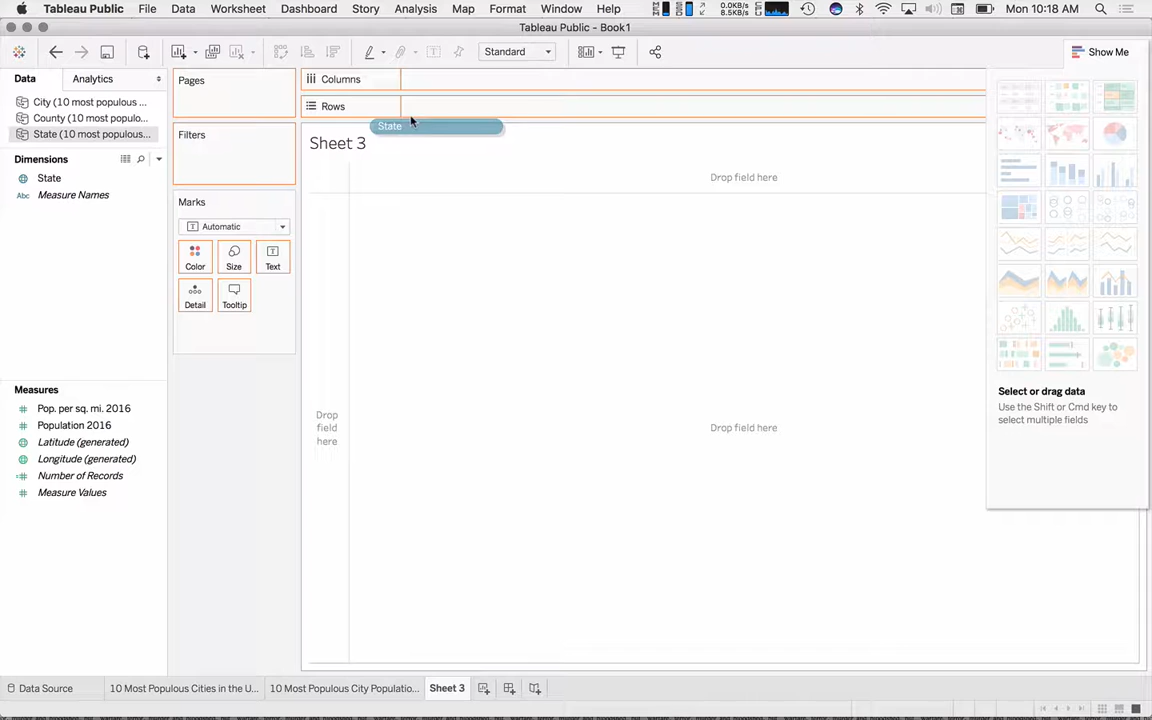 Tableau Public File Data Worksheet Dashboard Story Analysis Map Format Window Help 0.0KB/s 8.5KB/s Mon 10:18 AM
Tableau Public - Book1
Standard Show Me
Data Analytics Pages Columns
City (10 most populous ...
County (10 most populo...
State (10 most populous...
Rows
State
Filters
Sheet 3
Dimensions
State
Abc Measure Names
Drop field here
Marks
Automatic
Color Size Text
Detail Tooltip
Measures
Pop. per sq. mi. 2016
Population 2016
Latitude (generated)
Longitude (generated)
Number of Records
Measure Values
Drop
field
here
Drop field here
Select or drag data
Use the Shift or Cmd key to
select multiple fields
Data Source 10 Most Populous Cities in the U... 10 Most Populous City Populatio... Sheet 3